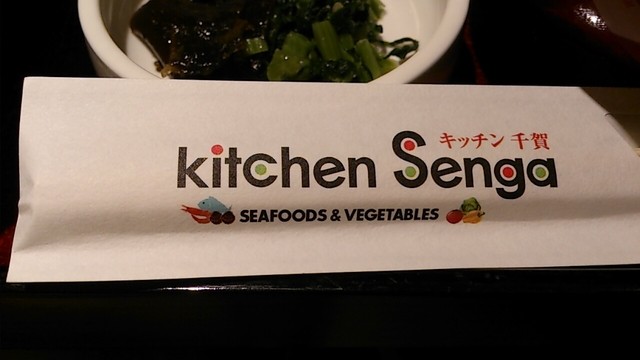 キッチン 千賀
kitchen Senga
SEAFOODS & VEGETABLES